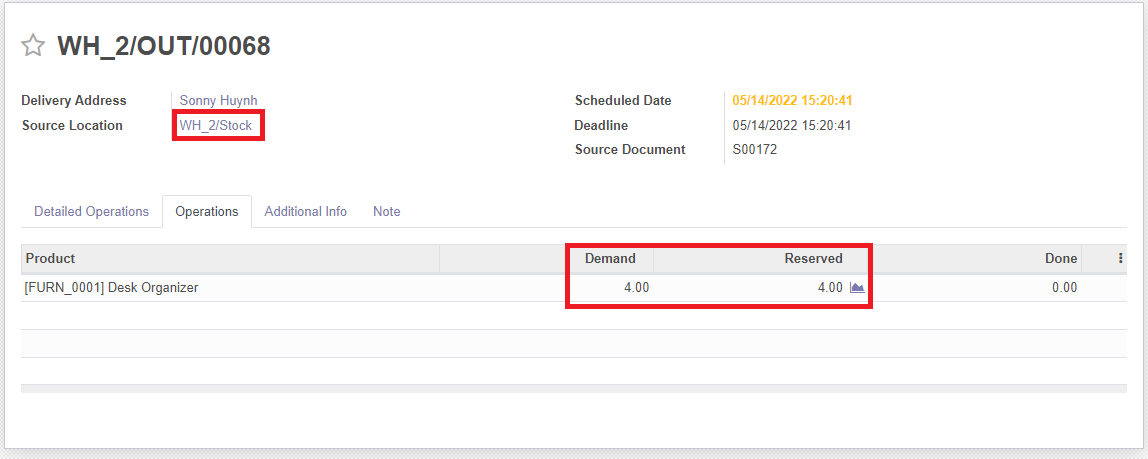 WH_2/OUT/00068
Delivery Address Sonny Huynh Scheduled Date 05/14/2022 15:20:41
Source Location WH_2/Stock Deadline 05/14/2022 15:20:41
Source Document S00172
Detailed Operations Operations Additional Info Note
Product Demand Reserved Done
[FURN_0001] Desk Organizer 4.00 4.00 0.00